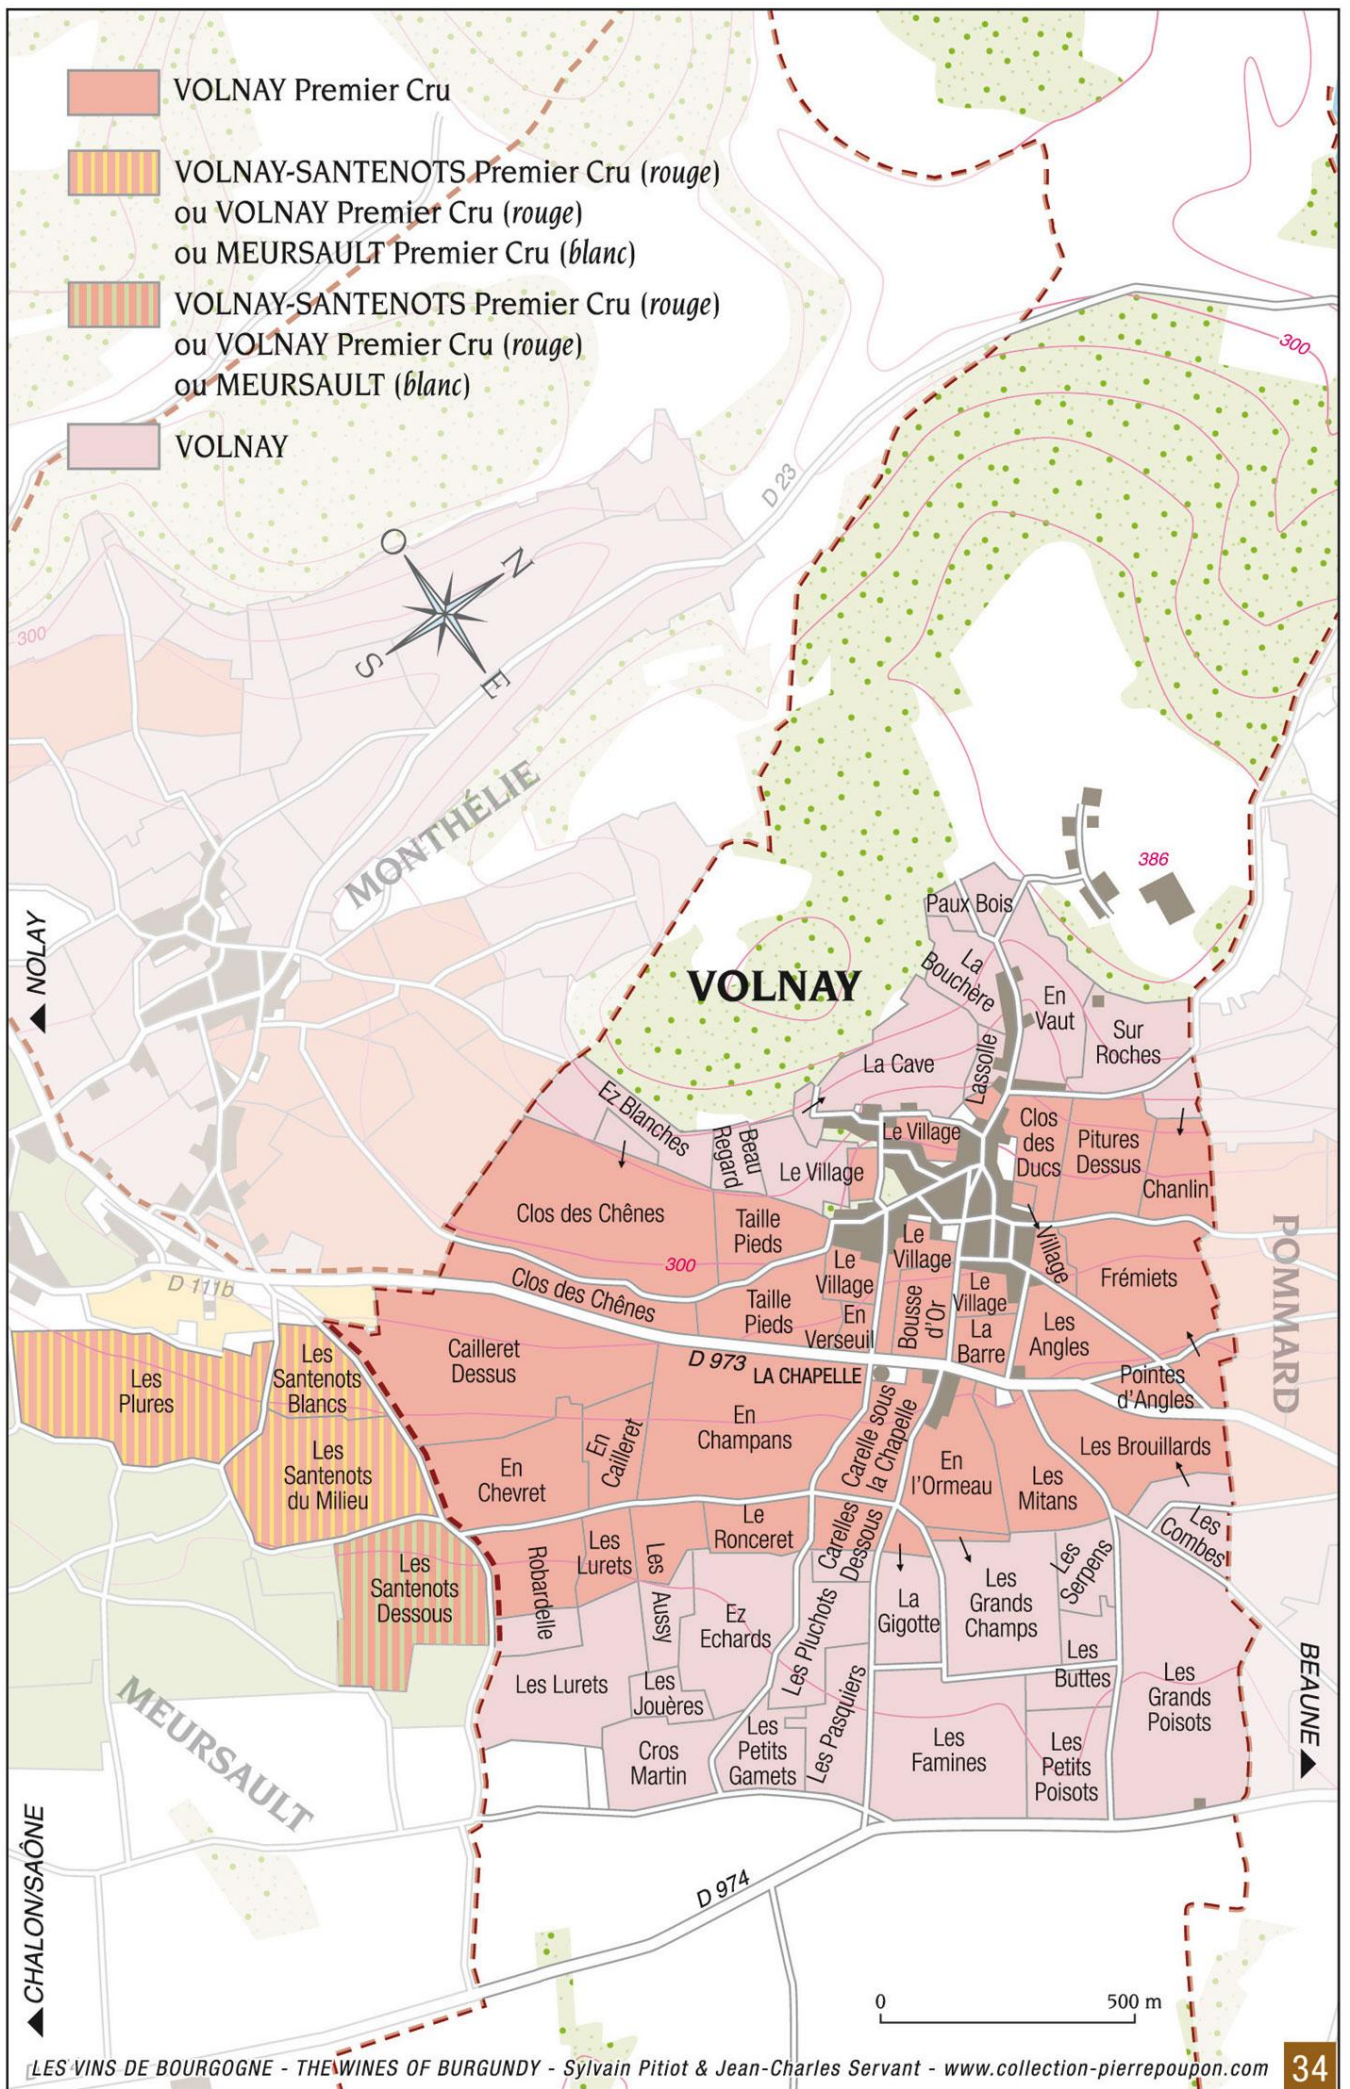 VOLNAY Premier Cru
VOLNAY-SANTENOTS Premier Cru (rouge)
ou VOLNAY Premier Cru (rouge)
ou MEURSAULT Premier Cru (blanc)
VOLNAY-SANTENOTS Premier Cru (rouge)
ou VOLNAY Premier Cru (rouge)
ou MEURSAULT (blanc)
VOLNAY
300
D 23
O
N
S
E
300
MONTHÉLIE
386
NOLAY
VOLNAY
Paux Bois
La
Bouchère
En
Vaut
Sur
Roches
La Cave
Lassolle
Ez Blanches
Beau
Regard
Le Village
Le Village
Clos
des
Ducs
Pitures
Dessus
Chanlin
Clos des Chênes
Taille
Pieds
300
Le
Village
Le
Village
Village
Frémiets
POMMARD
D 111b
Clos des Chênes
Taille
Pieds
En
Verseuil
Bousse
d'Or
Le
Village
La
Barre
Les
Angles
Pointes
d'Angles
D 973
LA CHAPELLE
Les
Plures
Les
Santenots
Blancs
Cailleret
Dessus
Les
Santenots
du Milieu
En
Chevret
En
Cailleret
En
Champans
Carelle sous
la Chapelle
En
l'Ormeau
Les
Mitans
Les Brouillards
Les
Combes
Les
Santenots
Dessous
Robardelle
Les
Lurets
Les
Aussy
Le
Ronceret
Carelles
Dessous
La
Gigotte
Les
Grands
Champs
Les
Serpens
Ez
Echards
Les Pluchots
Les
Buttes
Les
Grands
Poisots
Les Lurets
Les
Jouères
Les Pasquiers
Cros
Martin
Les
Petits
Gamets
Les
Famines
Les
Petits
Poisots
BEAUNE
MEURSAULT
CHALON/SAÔNE
D 974
0 500 m
LES VINS DE BOURGOGNE - THE WINES OF BURGUNDY - Sylvain Pitiot & Jean-Charles Servant - www.collection-pierrepoupon.com
34